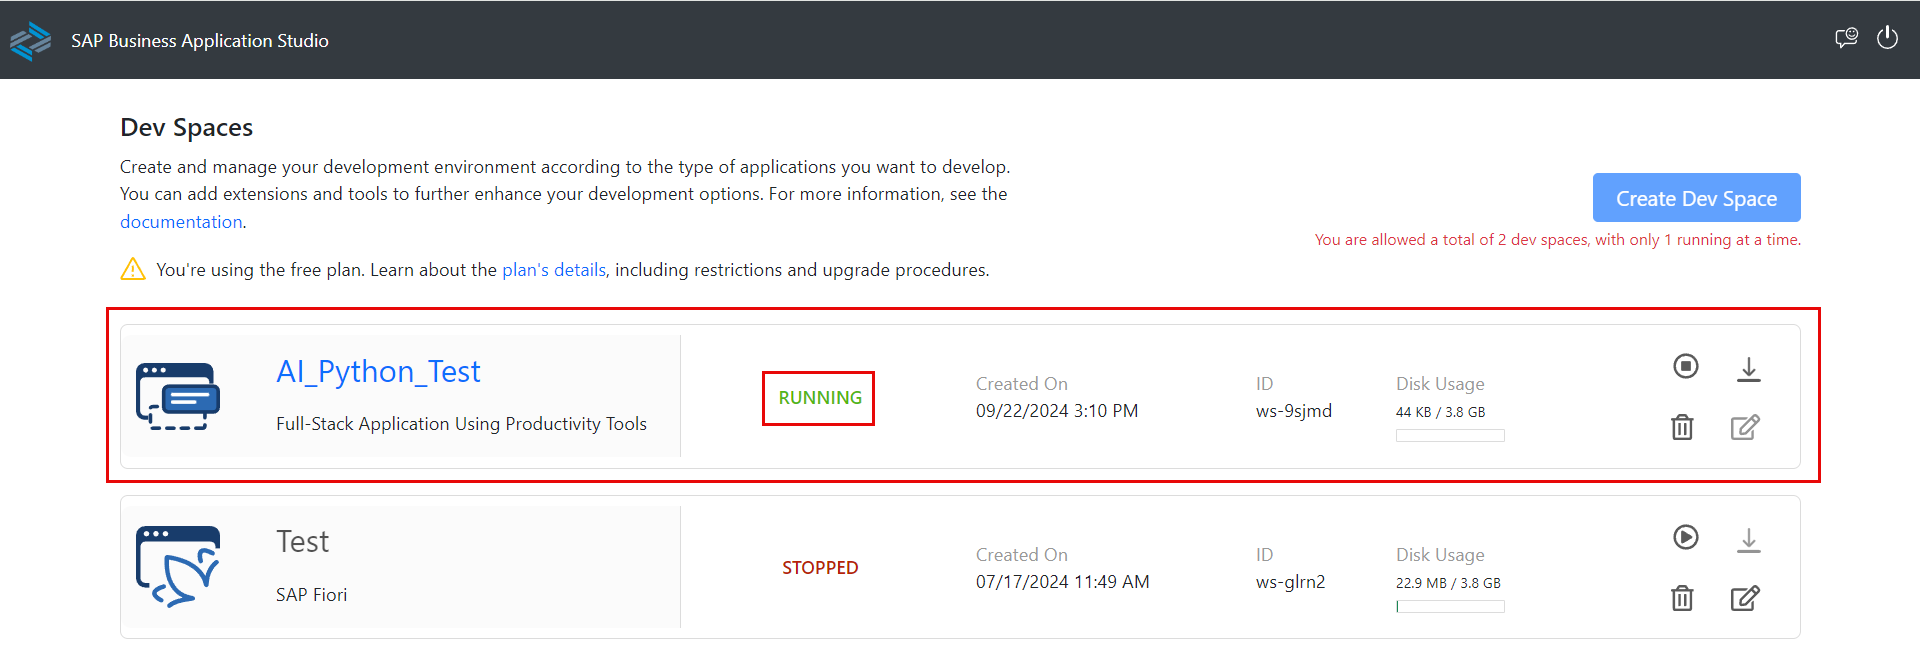 SAP Business Application Studio
Dev Spaces
Create and manage your development environment according to the type of applications you want to develop.
You can add extensions and tools to further enhance your development options. For more information, see the
documentation.
Create Dev Space
You are allowed a total of 2 dev spaces, with only 1 running at a time.
You're using the free plan. Learn about the plan's details, including restrictions and upgrade procedures.
AI_Python_Test
Full-Stack Application Using Productivity Tools
RUNNING
Created On
09/22/2024 3:10 PM
ID
ws-9sjmd
Disk Usage
44 KB / 3.8 GB
Test
SAP Fiori
STOPPED
Created On
07/17/2024 11:49 AM
ID
ws-glrn2
Disk Usage
22.9 MB / 3.8 GB